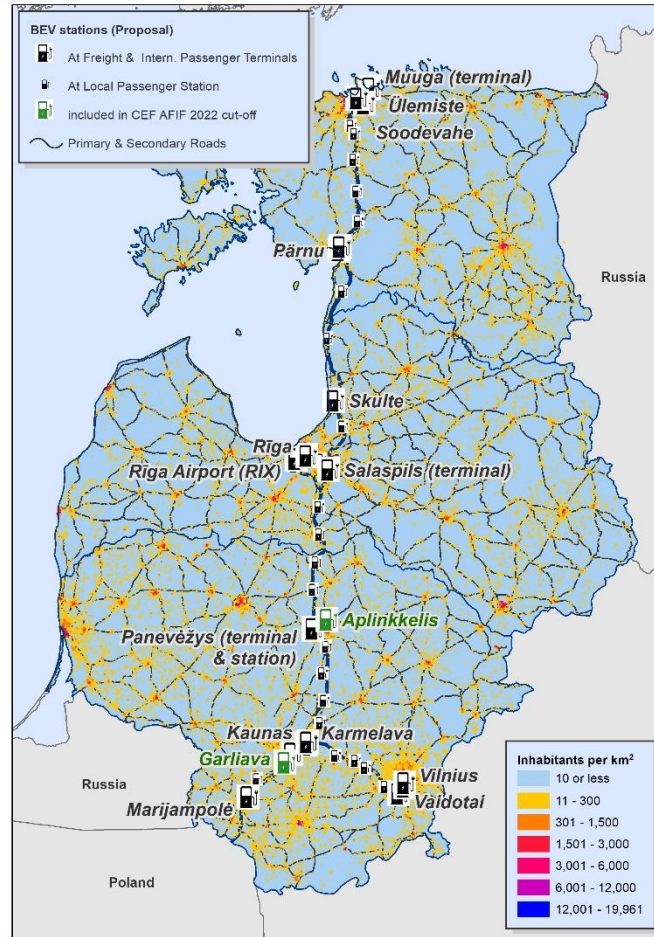 BEV stations (Proposal)
At Freight & Intern. Passenger Terminals
At Local Passenger Station
included in CEF AFIF 2022 cut-off
Primary & Secondary Roads
Muuga (terminal)
Ülemiste
Soodevahe
Pärnu
Russia
Skulte
Rīga
Rīga Airport (RIX)
Salaspils (terminal)
Aplinkkelis
Panevėžys (terminal
& station)
Kaunas
Karmelava
Garliava
Russia
Vilnius
Marijampolė
Vaidotai
Poland
Inhabitants per km²
10 or less
11 - 300
301 - 1,500
1,501 - 3,000
3,001 - 6,000
6,001 - 12,000
12,001 - 19,961